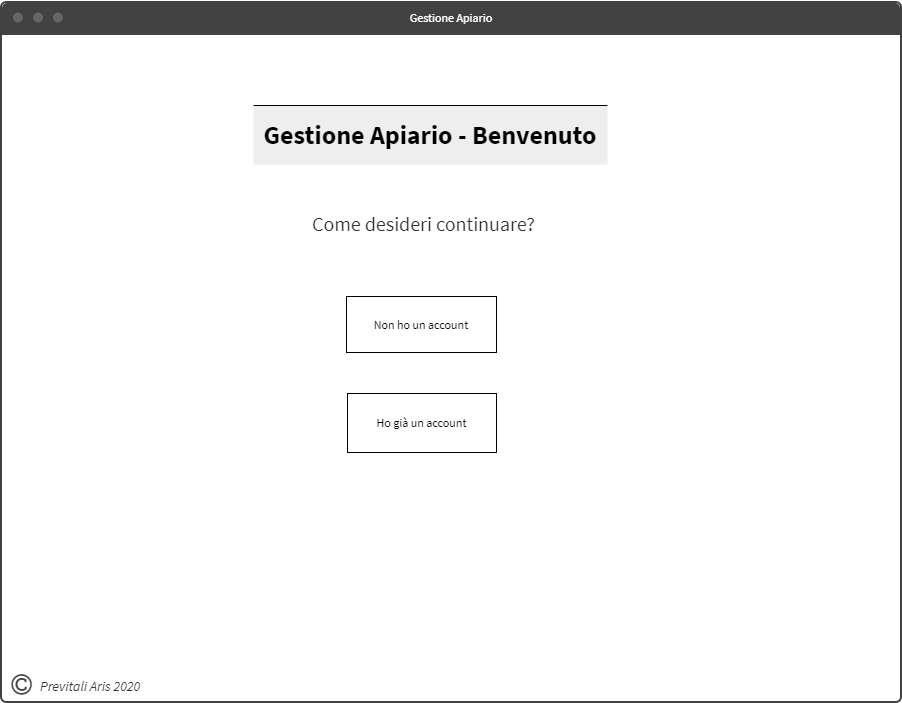 Gestione Apiario
Gestione Apiario - Benvenuto
Come desideri continuare?
Non ho un account
Ho già un account
© Previtali Aris 2020